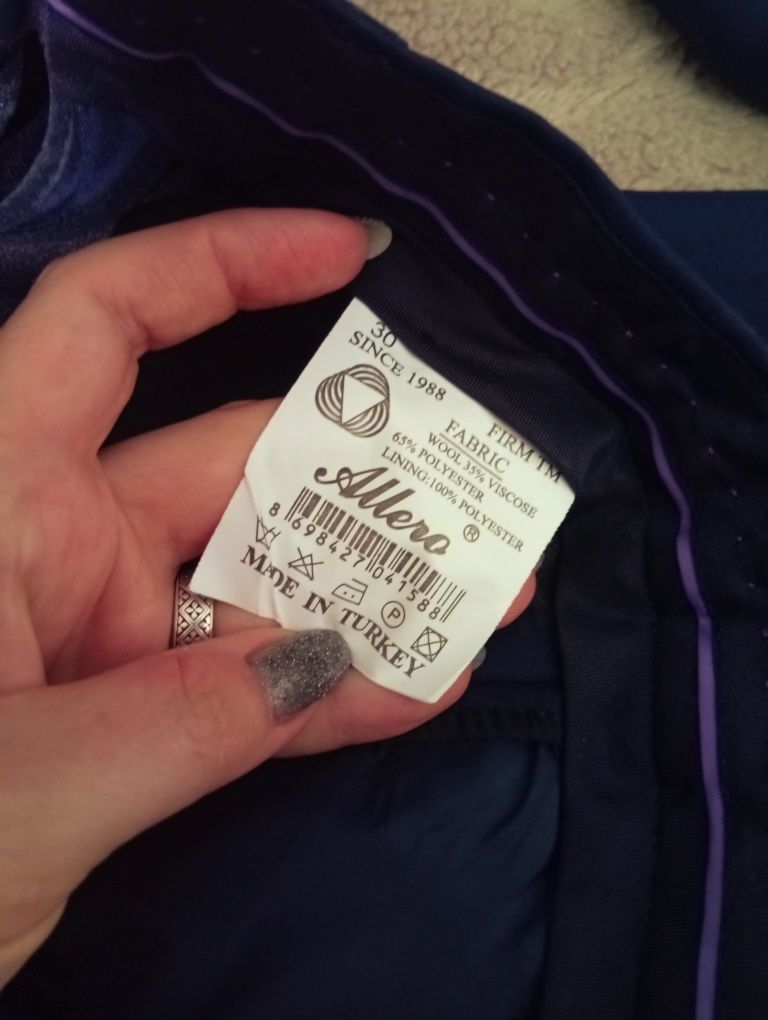 30
SINCE 1988
FIRM TM
FABRIC
WOOL 35% VISCOSE
65% POLYESTER
LINING:100% POLYESTER
Allero ®
8 698427 041588
P
MADE IN TURKEY